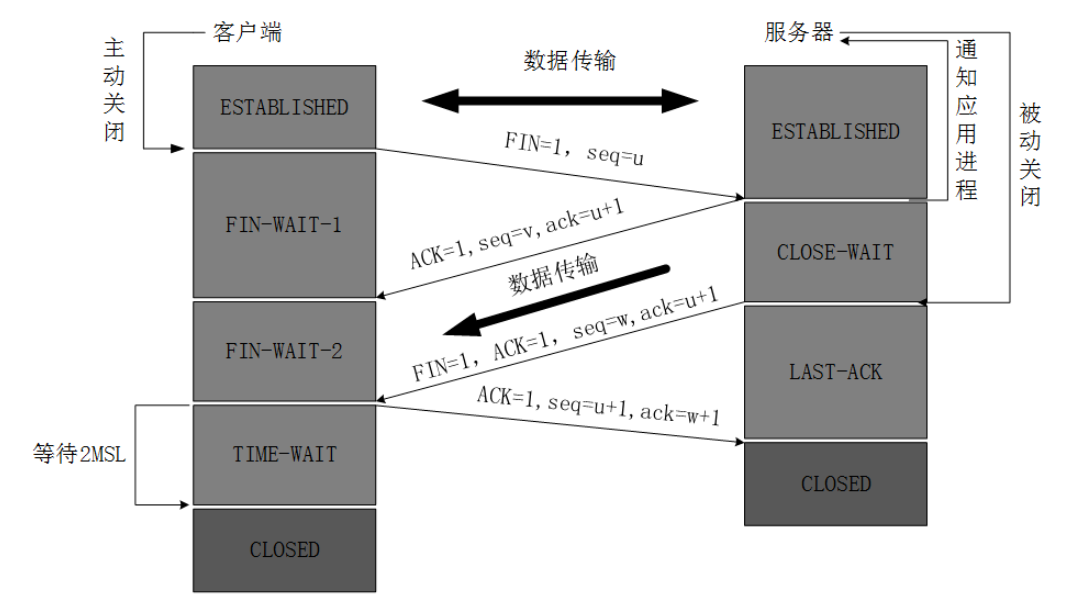 客户端
服务器
主动关闭
数据传输
通知应用进程
被动关闭
ESTABLISHED
ESTABLISHED
FIN=1, seq=u
FIN-WAIT-1
ACK=1,seq=v,ack=u+1
CLOSE-WAIT
数据传输
FIN=1, ACK=1, seq=w,ack=u+1
FIN-WAIT-2
LAST-ACK
ACK=1,seq=u+1,ack=w+1
等待2MSL
TIME-WAIT
CLOSED
CLOSED